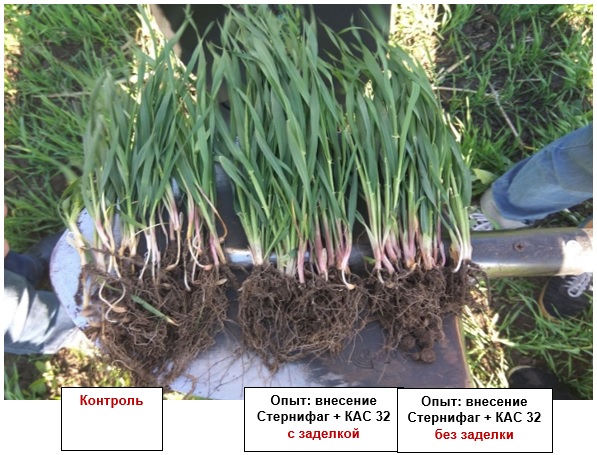 Контроль
Опыт: внесение
Стернифаг + КАС 32
с заделкой
Опыт: внесение
Стернифаг + КАС 32
без заделки